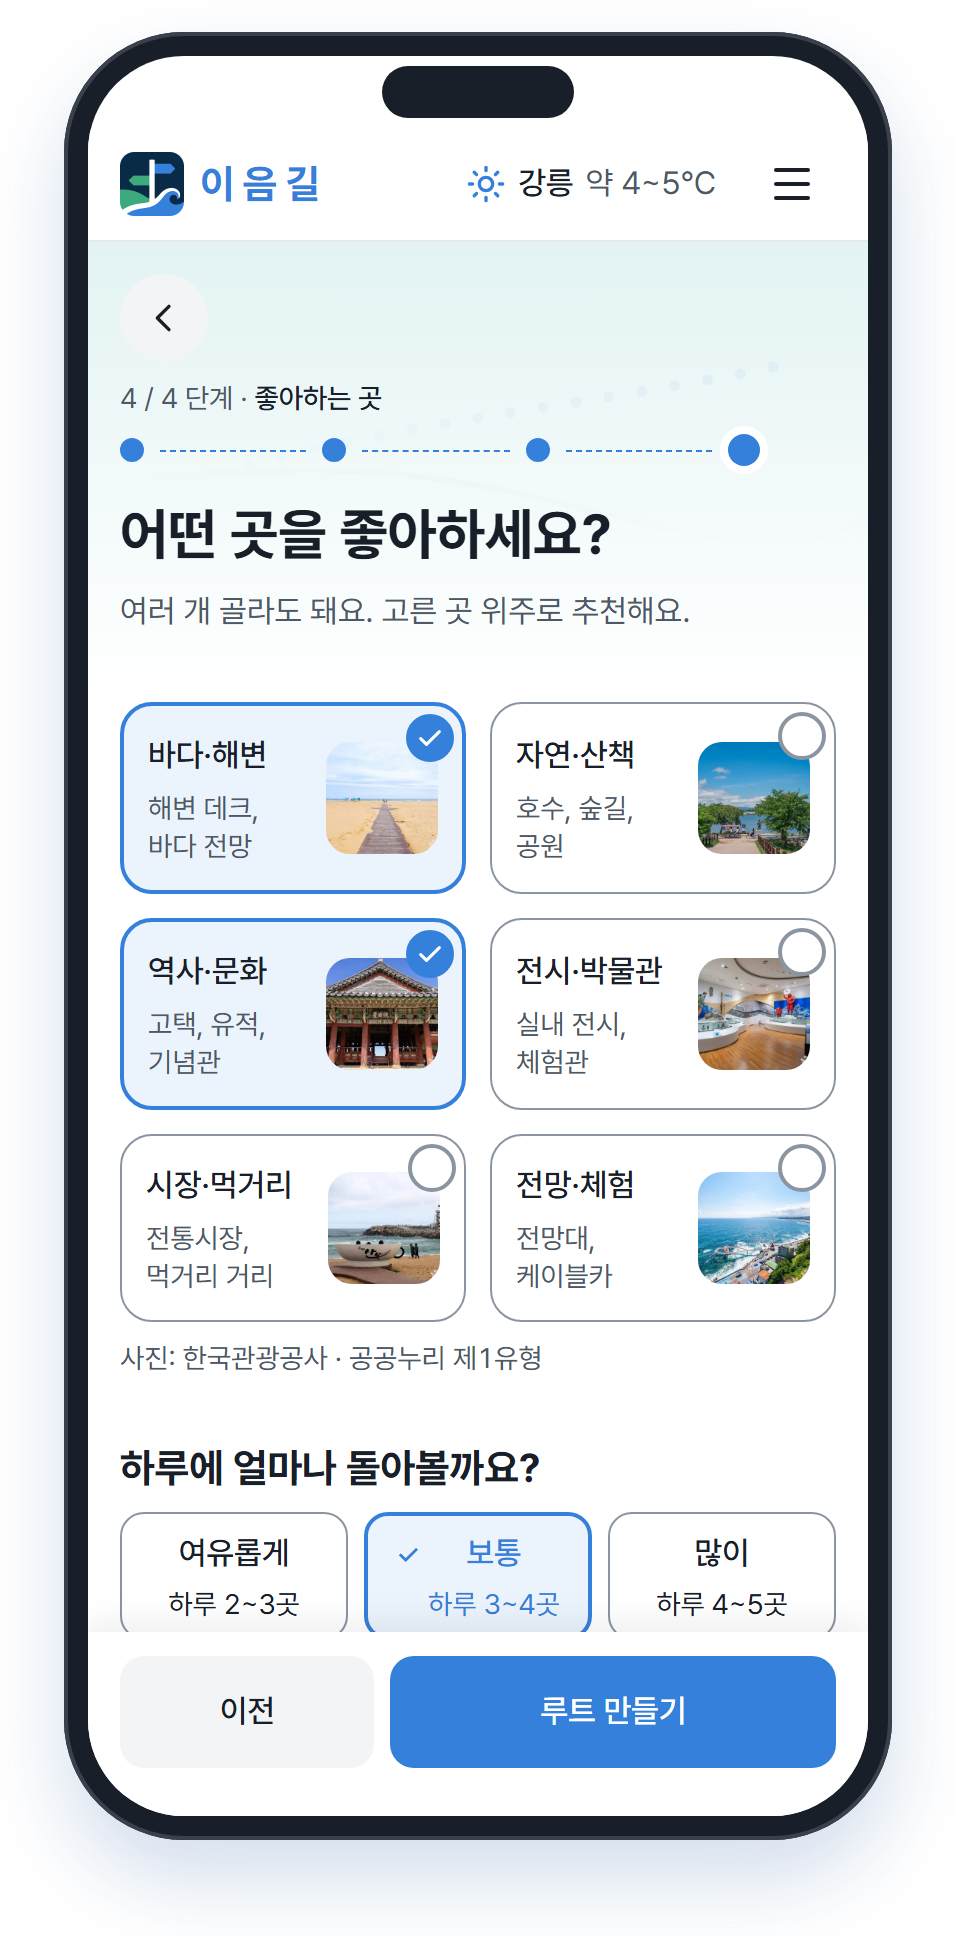 이음길
강릉 약 4~5°C
4 / 4 단계 · 좋아하는 곳
어떤 곳을 좋아하세요?
여러 개 골라도 돼요. 고른 곳 위주로 추천해요.
바다·해변
해변 데크,
바다 전망
자연·산책
호수, 숲길,
공원
역사·문화
고택, 유적,
기념관
전시·박물관
실내 전시,
체험관
시장·먹거리
전통시장,
먹거리 거리
전망·체험
전망대,
케이블카
사진: 한국관광공사 · 공공누리 제1유형
하루에 얼마나 돌아볼까요?
여유롭게
하루 2~3곳
보통
하루 3~4곳
많이
하루 4~5곳
이전
루트 만들기